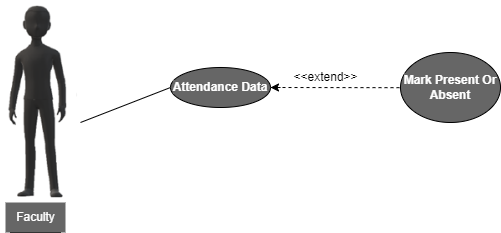 <<extend>>
Attendance Data
Mark Present Or
Absent
Faculty